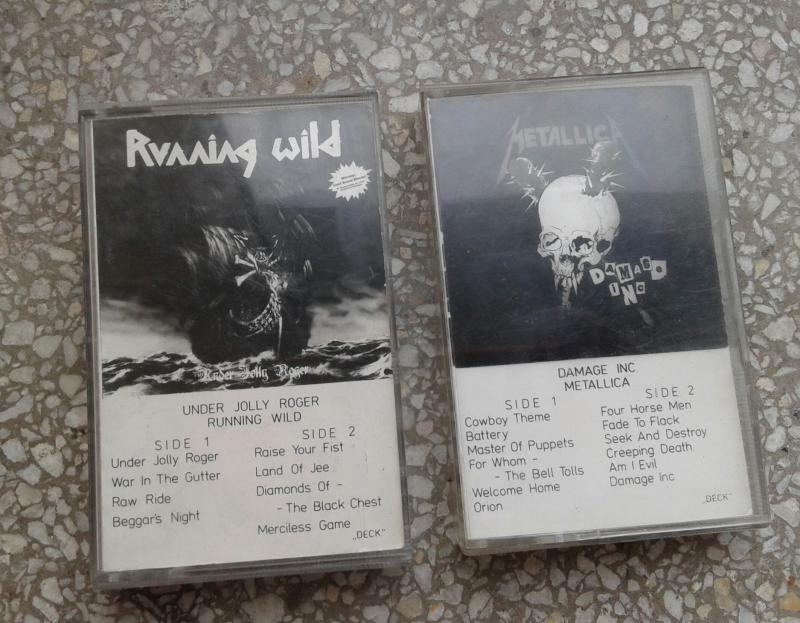 Running wild
Under Jolly Roger
UNDER JOLLY ROGER
RUNNING WILD
SIDE 1
Under Jolly Roger
War In The Gutter
Raw Ride
Beggar's Night
SIDE 2
Raise Your Fist
Land Of Jee
Diamonds Of -
- The Black Chest
Merciless Game
„DECK"
METALLICA
DAMAGE
INC
DAMAGE INC.
METALLICA
SIDE 1
Cowboy Theme
Battery
Master Of Puppets
For Whom -
- The Bell Tolls
Welcome Home
Orion
SIDE 2
Four Horse Men
Fade To Flack
Seek And Destroy
Creeping Death
Am I Evil
Damage Inc
„DECK"